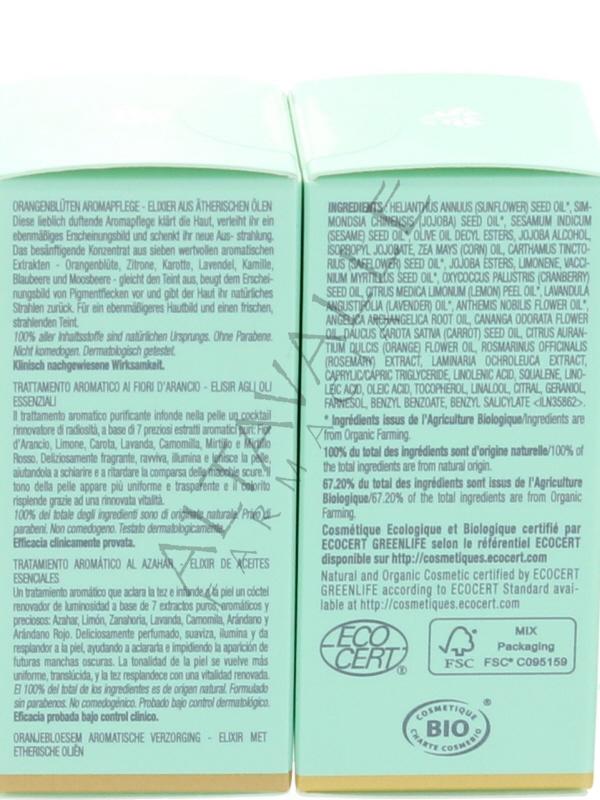 ORANGENBLÜTEN AROMAPFLEGE - ELIXIER AUS ÄTHERISCHEN ÖLEN
Diese lieblich duftende Aromapflege klärt die Haut, verleiht ihr ein
ebenmäßiges Erscheinungsbild und schenkt ihr neue Aus- strahlung.
Das besänftigende Konzentrat aus sieben wertvollen aromatischen
Extrakten - Orangenblüte, Zitrone, Karotte, Lavendel, Kamille,
Blaubeere und Moosbeere - gleicht den Teint aus, beugt dem Erschei-
nungsbild von Pigmentflecken vor und gibt der Haut ihr natürliches
Strahlen zurück. Für ein ebenmäßigeres Hautbild und einen frischen,
strahlenden Teint.
100% aller Inhaltsstoffe sind natürlichen Ursprungs. Ohne Parabene.
Nicht komedogen. Dermatologisch getestet.
Klinisch nachgewiesene Wirksamkeit.
TRATTAMENTO AROMATICO AI FIORI D'ARANCIO - ELISIR AGLI OLI
ESSENZIALI
Il trattamento aromatico purificante infonde nella pelle un cocktail
rinnovatore di radiosità, a base di 7 preziosi estratti aromatici puri: Fior
d'Arancio, Limone, Carota, Lavanda, Camomilla, Mirtillo e Mirtillo
Rosso. Deliziosamente fragrante, ravviva, illumina e lenisce la pelle,
aiutandola a schiarire e a ritardare la comparsa delle macchie scure. Il
tono della pelle appare più uniforme e trasparente e il colorito
risplende grazie ad una rinnovata vitalità.
100% del totale degli ingredienti sono di origine naturale. Privo di
parabeni. Non comedogeno. Testato dermatologicamente.
Efficacia clinicamente provata.
TRATAMIENTO AROMÁTICO AL AZAHAR - ELIXIR DE ACEITES
ESENCIALES
Un tratamiento aromático que aclara la tez e infunde a la piel un cóctel
renovador de luminosidad a base de 7 extractos puros, aromáticos y
preciosos: Azahar, Limón, Zanahoria, Lavanda, Camomila, Arándano y
Arándano Rojo. Deliciosamente perfumado, suaviza, ilumina y da
resplandor a la piel, ayudando a aclararla e impidiendo la aparición de
futuras manchas oscuras. La tonalidad de la piel se vuelve más
uniforme, translúcida, y la tez resplandece con una vitalidad renovada.
El 100% del total de los ingredientes es de origen natural. Formulado
sin parabenos. No comedogénico. Probado bajo control dermatológico.
Eficacia probada bajo control clínico.
ORANJEBLOESEM AROMATISCHE VERZORGING - ELIXIR MET
ETHERISCHE OLIËN
INGREDIENTS : HELIANTHUS ANNUUS (SUNFLOWER) SEED OIL*, SIM-
MONDSIA CHINENSIS (JOJOBA) SEED OIL*, SESAMUM INDICUM
(SESAME) SEED OIL*, OLIVE OIL DECYL ESTERS, JOJOBA ALCOHOL,
ISOPROPYL JOJOBATE, ZEA MAYS (CORN) OIL, CARTHAMUS TINCTO-
RIUS (SAFFLOWER) SEED OIL*, JOJOBA ESTERS, LIMONENE, VACCI-
NIUM MYRTILLUS SEED OIL*, OXYCOCCUS PALUSTRIS (CRANBERRY)
SEED OIL, CITRUS MEDICA LIMONUM (LEMON) PEEL OIL*, LAVANDULA
ANGUSTIFOLIA (LAVENDER) OIL*, ANTHEMIS NOBILIS FLOWER OIL*,
ANGELICA ARCHANGELICA ROOT OIL, CANANGA ODORATA FLOWER
OIL, DAUCUS CAROTA SATIVA (CARROT) SEED OIL, CITRUS AURAN-
TIUM DULCIS (ORANGE) FLOWER OIL, ROSMARINUS OFFICINALIS
(ROSEMARY) EXTRACT, LAMINARIA OCHROLEUCA EXTRACT,
CAPRYLIC/CAPRIC TRIGLYCERIDE, LINOLENIC ACID, SQUALENE, LINO-
LEIC ACID, OLEIC ACID, TOCOPHEROL, LINALOOL, CITRAL, GERANIOL,
FARNESOL, BENZYL BENZOATE, BENZYL SALICYLATE <ILN35862>.
* Ingrédients issus de l'Agriculture Biologique/Ingredients
are from Organic Farming.
100% du total des ingrédients sont d'origine naturelle/100% of
the total ingredients are from natural origin.
67.20% du total des ingrédients sont issus de l'Agriculture
Biologique/67.20% of the total ingredients are from Organic
Farming.
Cosmétique Ecologique et Biologique certifié par
ECOCERT GREENLIFE selon le référentiel ECOCERT
disponible sur http://cosmetiques.ecocert.com
Natural and Organic Cosmetic certified by ECOCERT
GREENLIFE according to ECOCERT Standard avai-
lable at http://cosmetiques.ecocert.com
ECO
CERT®
FSC
MIX
Packaging
FSC® C095159
COSMETIQUE
BIO
CHARTE COSMEBIO
®
ALTAVALLE
FARMACIE